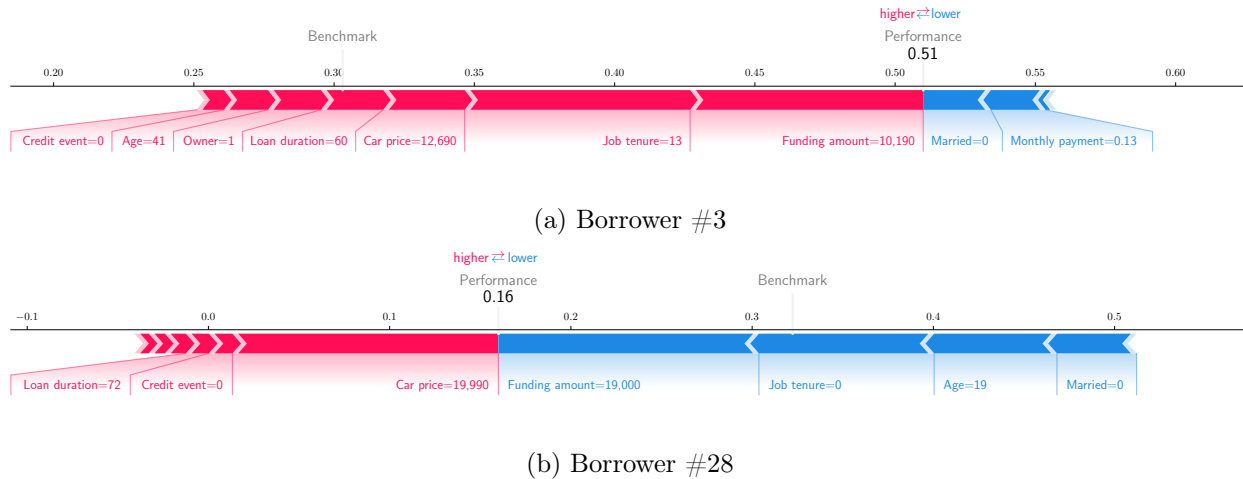 higher⇄lower
Benchmark Performance
0.51
0.20 0.25 0.30 0.35 0.40 0.45 0.50 0.55 0.60
Credit event=0 Age=41 Owner=1 Loan duration=60 Car price=12,690 Job tenure=13 Funding amount=10,190 Married=0 Monthly payment=0.13
(a) Borrower #3
higher⇄lower
Performance Benchmark
0.16
−0.1 0.0 0.1 0.2 0.3 0.4 0.5
Loan duration=72 Credit event=0 Car price=19,990 Funding amount=19,000 Job tenure=0 Age=19 Married=0
(b) Borrower #28